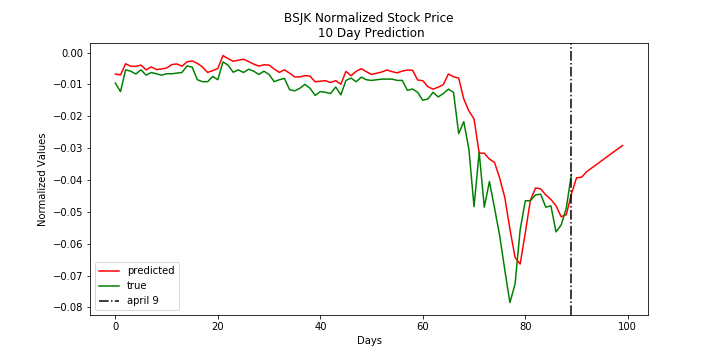 BSJK Normalized Stock Price
10 Day Prediction
Normalized Values
0.00
−0.01
−0.02
−0.03
−0.04
−0.05
−0.06
−0.07
−0.08
predicted
true
april 9
0
20
40
60
80
100
Days